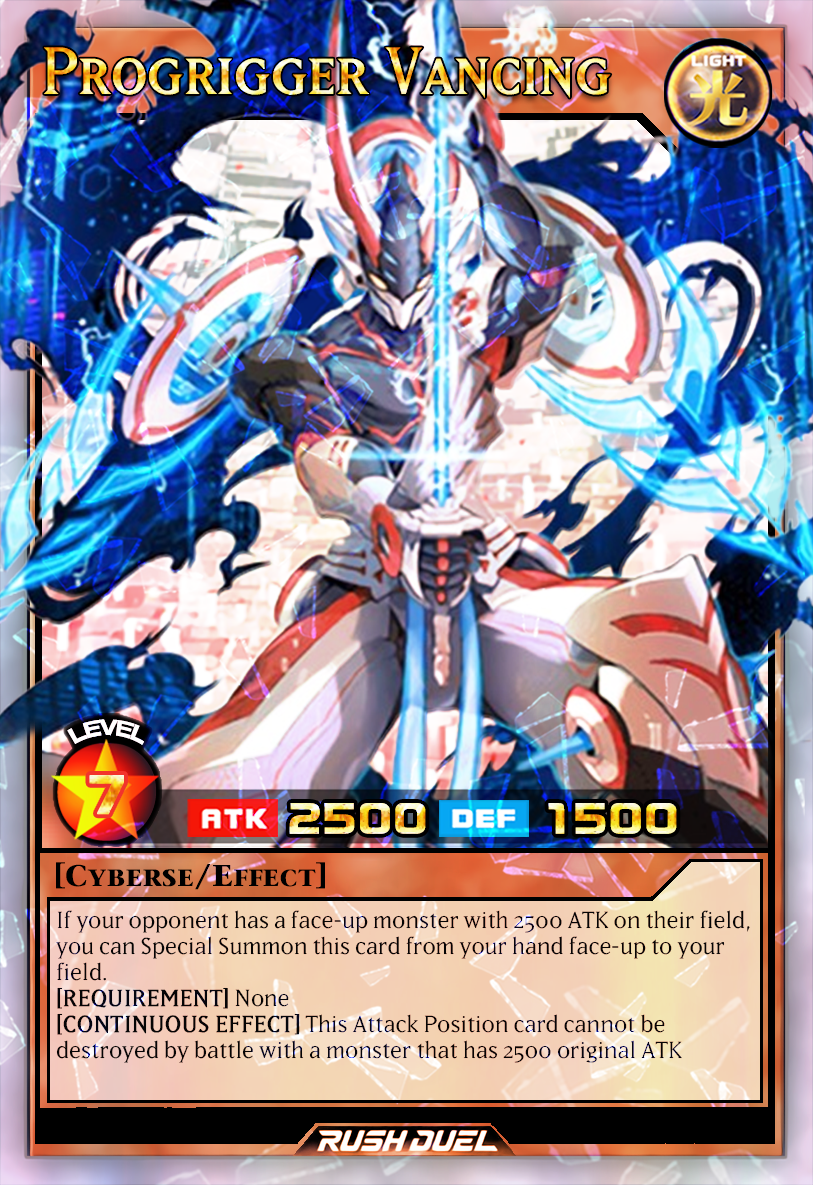 PROGRIGGER VANCING
LIGHT
光
LEVEL
7
ATK 2500 DEF 1500
[CYBERSE/EFFECT]
If your opponent has a face-up monster with 2500 ATK on their field,
you can Special Summon this card from your hand face-up to your
field.
[REQUIREMENT] None
[CONTINUOUS EFFECT] This Attack Position card cannot be
destroyed by battle with a monster that has 2500 original ATK
RUSH DUEL